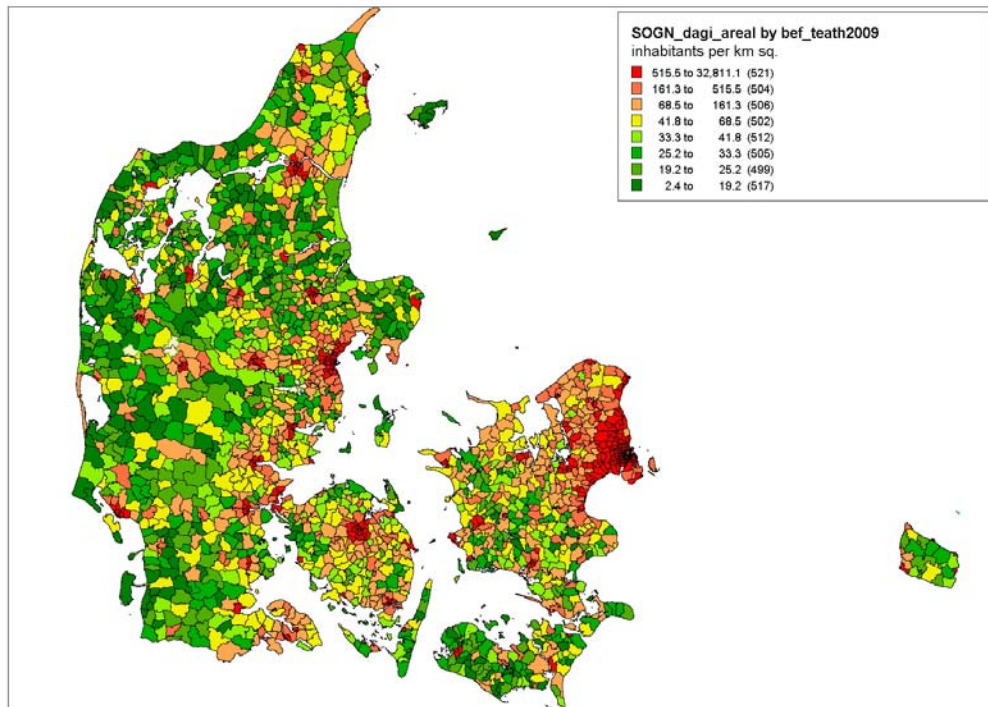 SOGN_dagi_areal by bef_teath2009
inhabitants per km sq.
515.5 to 32,811.1 (521)
161.3 to 515.5 (504)
68.5 to 161.3 (506)
41.8 to 68.5 (502)
33.3 to 41.8 (512)
25.2 to 33.3 (505)
19.2 to 25.2 (499)
2.4 to 19.2 (517)